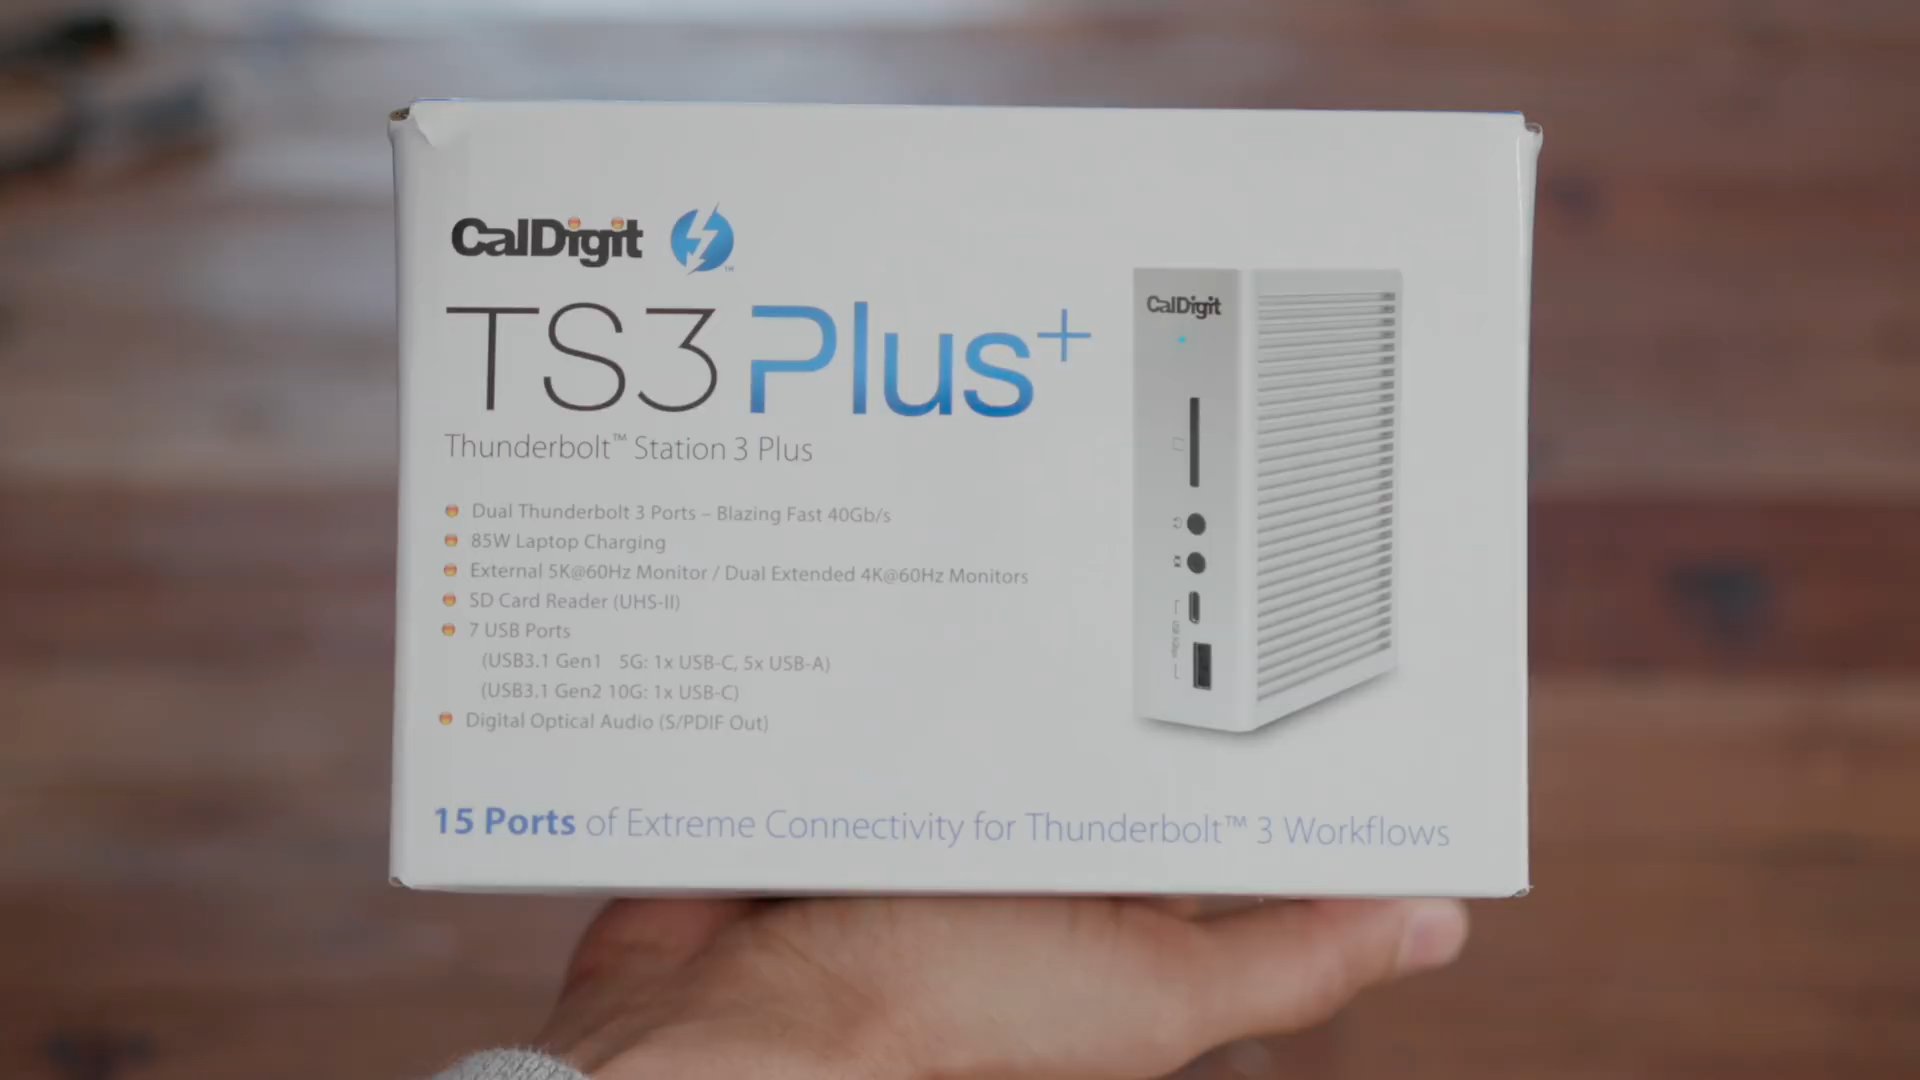 CalDigit
TS3 Plus+
Thunderbolt™ Station 3 Plus
Dual Thunderbolt 3 Ports – Blazing Fast 40Gb/s
85W Laptop Charging
External 5K@60Hz Monitor / Dual Extended 4K@60Hz Monitors
SD Card Reader (UHS-II)
7 USB Ports
(USB3.1 Gen1 5G: 1x USB-C, 5x USB-A)
(USB3.1 Gen2 10G: 1x USB-C)
Digital Optical Audio (S/PDIF Out)
15 Ports of Extreme Connectivity for Thunderbolt™ 3 Workflows
CalDigit